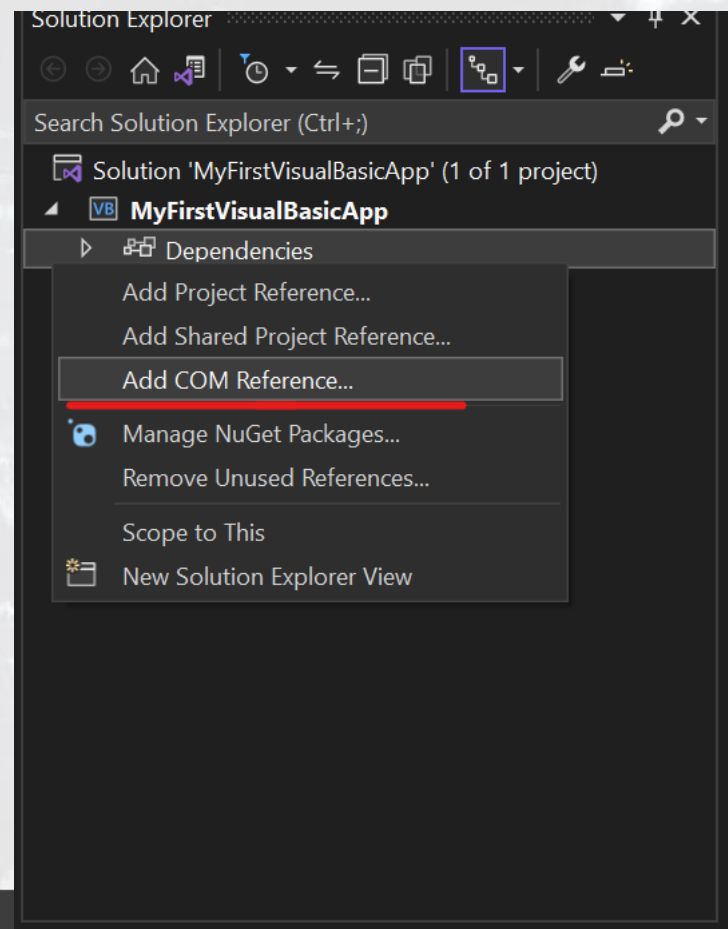 Solution Explorer
Search Solution Explorer (Ctrl+;)
Solution 'MyFirstVisualBasicApp' (1 of 1 project)
VB MyFirstVisualBasicApp
Dependencies
Add Project Reference...
Add Shared Project Reference...
Add COM Reference...
Manage NuGet Packages...
Remove Unused References...
Scope to This
New Solution Explorer View